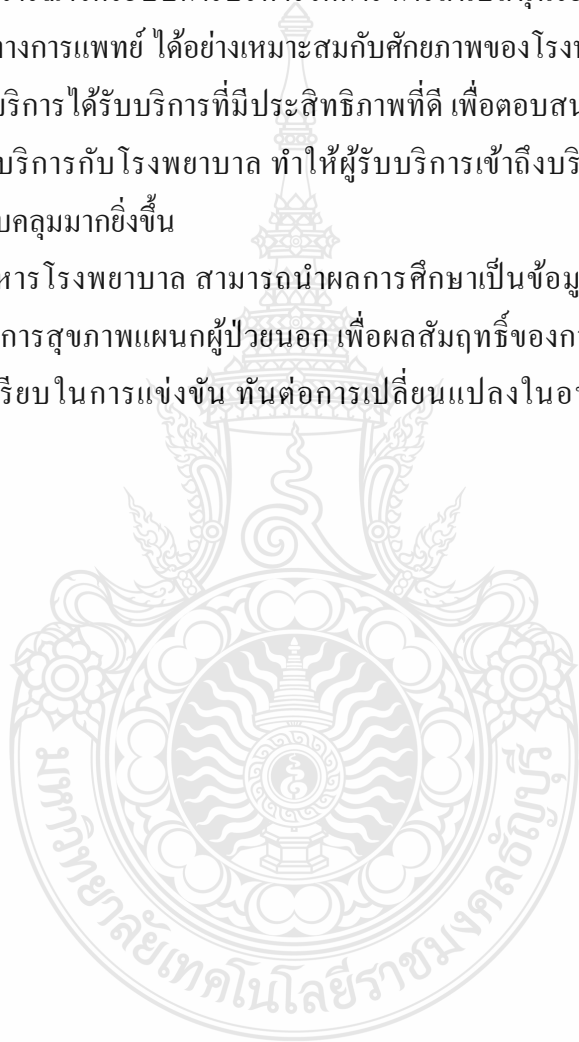 ทางการแพทย์ ได้อย่างเหมาะสมกับศักยภาพของโรงพ
บริการได้รับบริการที่มีประสิทธิภาพที่ดี เพื่อตอบสน
บริการกับโรงพยาบาล ทำให้ผู้รับบริการเข้าถึงบริ
บคลุมมากยิ่งขึ้น
หารโรงพยาบาล สามารถนำผลการศึกษาเป็นข้อมู
การสุขภาพแผนกผู้ป่วยนอก เพื่อผลสัมฤทธิ์ของกา
รียบในการแข่งขัน ทันต่อการเปลี่ยนแปลงในอน
มหาวิทยาลัยเทคโนโลยีราชมงคลธัญบุรี